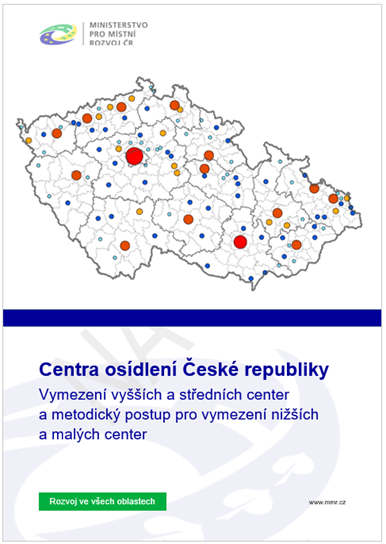 MINISTERSTVO
PRO MÍSTNÍ
ROZVOJ ČR
Centra osídlení České republiky
Vymezení vyšších a středních center
a metodický postup pro vymezení nižších
a malých center
Rozvoj ve všech oblastech
www.mmr.cz